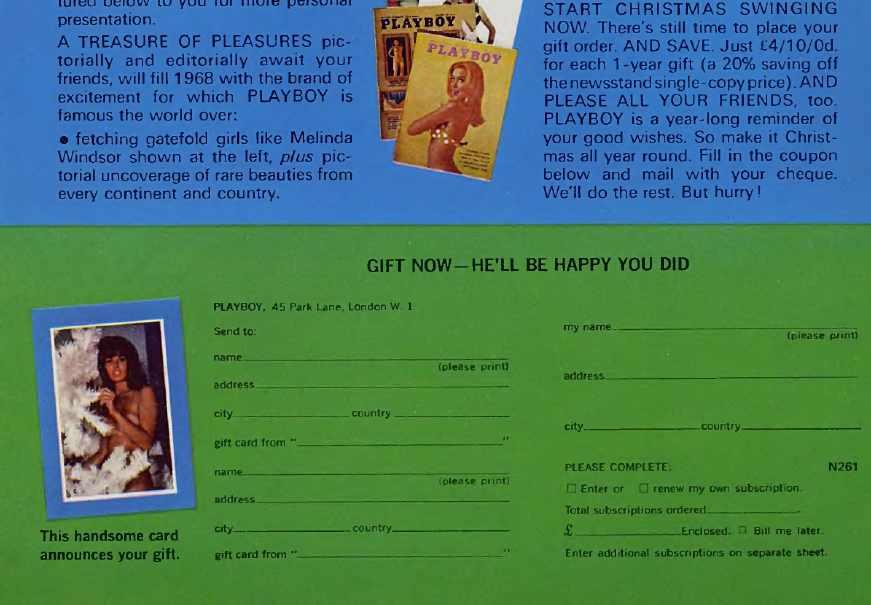 tured below to you for more personal
presentation.
A TREASURE OF PLEASURES pic-
torially and editorially await your
friends, will fill 1968 with the brand of
excitement for which PLAYBOY is
famous the world over:
● fetching gatefold girls like Melinda
Windsor shown at the left, plus pic-
torial uncoverage of rare beauties from
every continent and country.
PLAYBOY
PLAYBOY
START CHRISTMAS SWINGING
NOW. There's still time to place your
gift order. AND SAVE. Just £4/10/0d.
for each 1-year gift (a 20% saving off
the newsstand single-copy price). AND
PLEASE ALL YOUR FRIENDS, too.
PLAYBOY is a year-long reminder of
your good wishes. So make it Christ-
mas all year round. Fill in the coupon
below and mail with your cheque.
We'll do the rest. But hurry!
GIFT NOW—HE'LL BE HAPPY YOU DID
This handsome card
announces your gift.
PLAYBOY, 45 Park Lane, London W. 1
Send to:
name
(please print)
address
city country
gift card from " "
name
(please print)
address
city country
gift card from " "
my name
(please print)
address
city country
PLEASE COMPLETE: N261
☐ Enter or ☐ renew my own subscription.
Total subscriptions ordered
£ Enclosed. ☐ Bill me later.
Enter additional subscriptions on separate sheet.